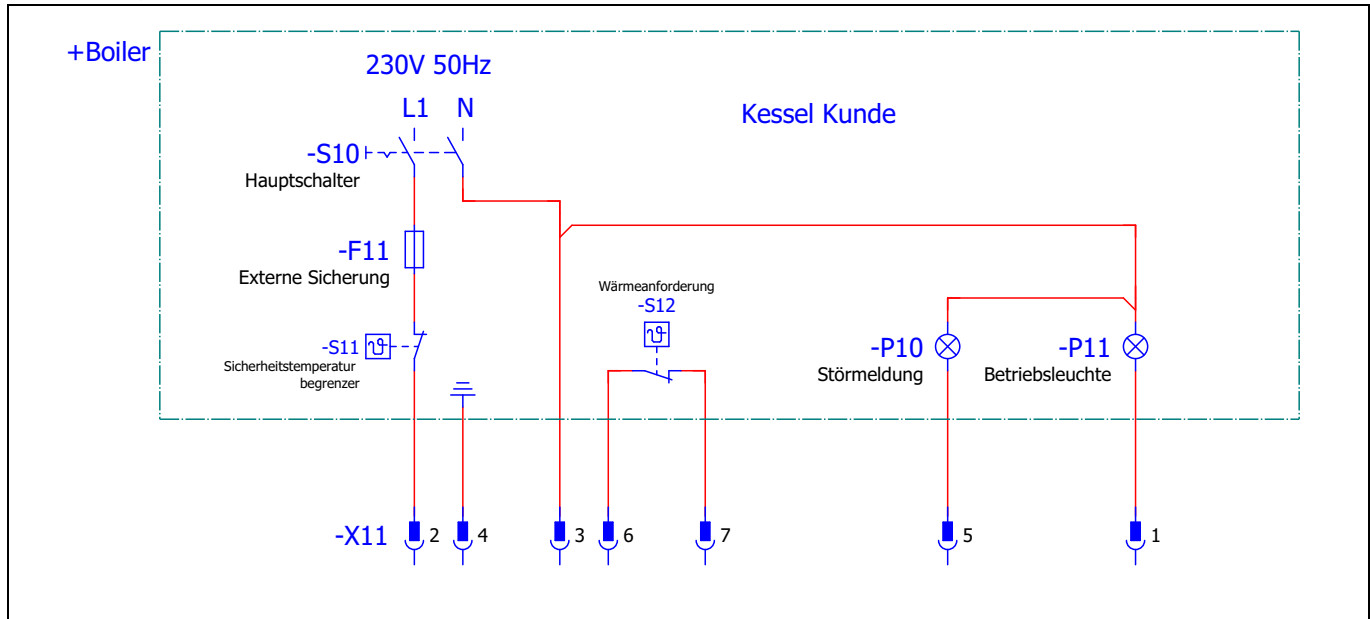 +Boiler
230V 50Hz
L1 N
Kessel Kunde
-S10
Hauptschalter
-F11
Externe Sicherung
Wärmeanforderung
-S12
ϑ
-S11 ϑ
Sicherheitstemperatur
begrenzer
-P10
Störmeldung
-P11
Betriebsleuchte
-X11 2 4 3 6 7 5 1